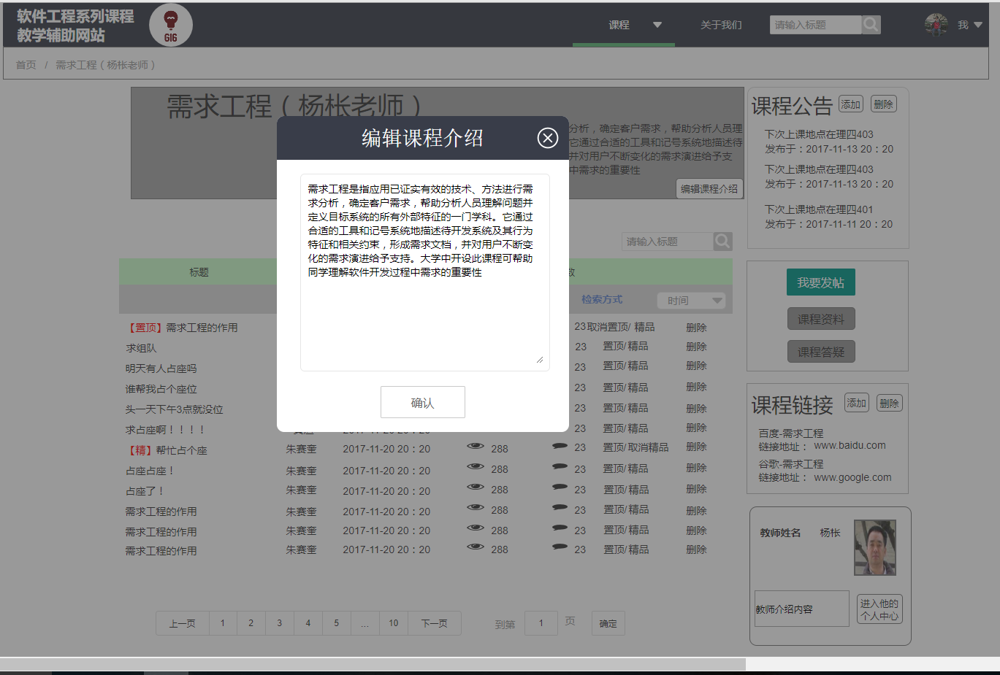 软件工程系列课程
教学辅助网站
GIG
课程
关于我们
请输入标题
我
首页 / 需求工程（杨枨老师）
需求工程（杨枨老师）
分析，确定客户需求，帮助分析人员理
它通过合适的工具和记号系统地描述待
并对用户不断变化的需求演进给予支
中需求的重要性
编辑课程介绍
编辑课程介绍
需求工程是指应用已证实有效的技术、方法进行需
求分析，确定客户需求，帮助分析人员理解问题并
定义目标系统的所有外部特征的一门学科。它通过
合适的工具和记号系统地描述待开发系统及其行为
特征和相关约束，形成需求文档，并对用户不断变
化的需求演进给予支持。大学中开设此课程可帮助
同学理解软件开发过程中需求的重要性
确认
课程公告 添加 删除
下次上课地点在理四403
发布于：2017-11-13 20：20
下次上课地点在理四403
发布于：2017-11-13 20：20
下次上课地点在理四401
发布于：2017-11-11 20：20
请输入标题
标题 数
检索方式 时间
【置顶】需求工程的作用 23取消置顶/ 精品 删除
求组队 23 置顶/精品 删除
明天有人占座吗 23 置顶/精品 删除
谁帮我占个座位 23 置顶/精品 删除
头一天下午3点就没位 23 置顶/精品 删除
求占座啊！！！！ 23 置顶/精品 删除
【精】帮忙占个座 朱赛奎 2017-11-20 20：20 288 23 置顶/取消精品 删除
占座占座！ 朱赛奎 2017-11-20 20：20 288 23 置顶/精品 删除
占座了！ 朱赛奎 2017-11-20 20：20 288 23 置顶/精品 删除
需求工程的作用 朱赛奎 2017-11-20 20：20 288 23 置顶/精品 删除
需求工程的作用 朱赛奎 2017-11-20 20：20 288 23 置顶/精品 删除
需求工程的作用 朱赛奎 2017-11-20 20：20 288 23 置顶/精品 删除
上一页 1 2 3 4 5 ... 10 下一页 到第 1 页 确定
我要发帖
课程资料
课程答疑
课程链接 添加 删除
百度-需求工程
链接地址： www.baidu.com
谷歌-需求工程
链接地址： www.google.com
教师姓名 杨枨
教师介绍内容
进入他的
个人中心